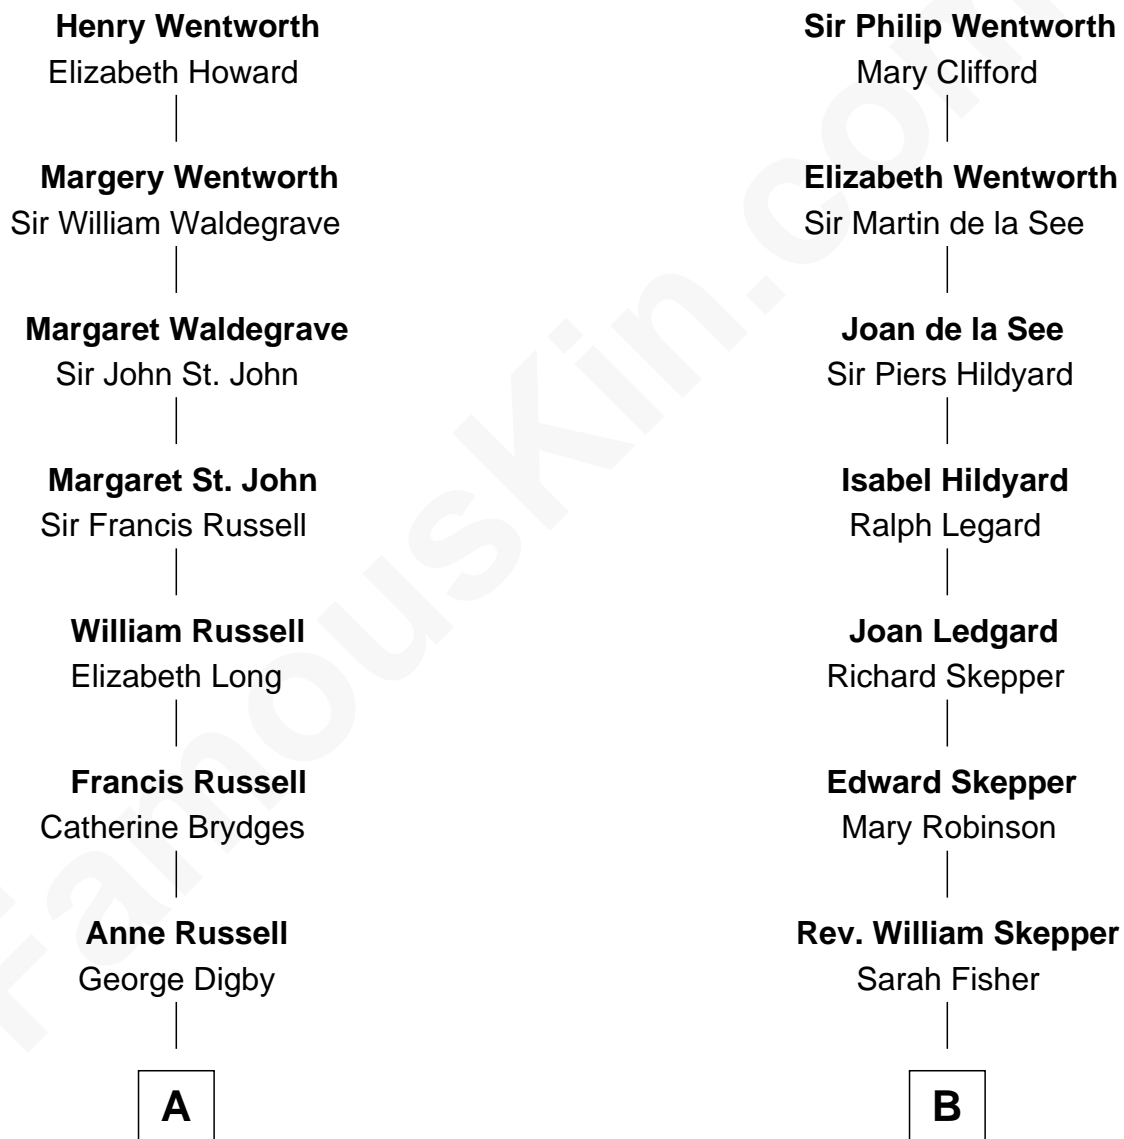 Henry Wentworth
Elizabeth Howard
Margery Wentworth
Sir William Waldegrave
Margaret Waldegrave
Sir John St. John
Margaret St. John
Sir Francis Russell
William Russell
Elizabeth Long
Francis Russell
Catherine Brydges
Anne Russell
George Digby
A
Sir Philip Wentworth
Mary Clifford
Elizabeth Wentworth
Sir Martin de la See
Joan de la See
Sir Piers Hildyard
Isabel Hildyard
Ralph Legard
Joan Ledgard
Richard Skepper
Edward Skepper
Mary Robinson
Rev. William Skepper
Sarah Fisher
B
FamousKin.com